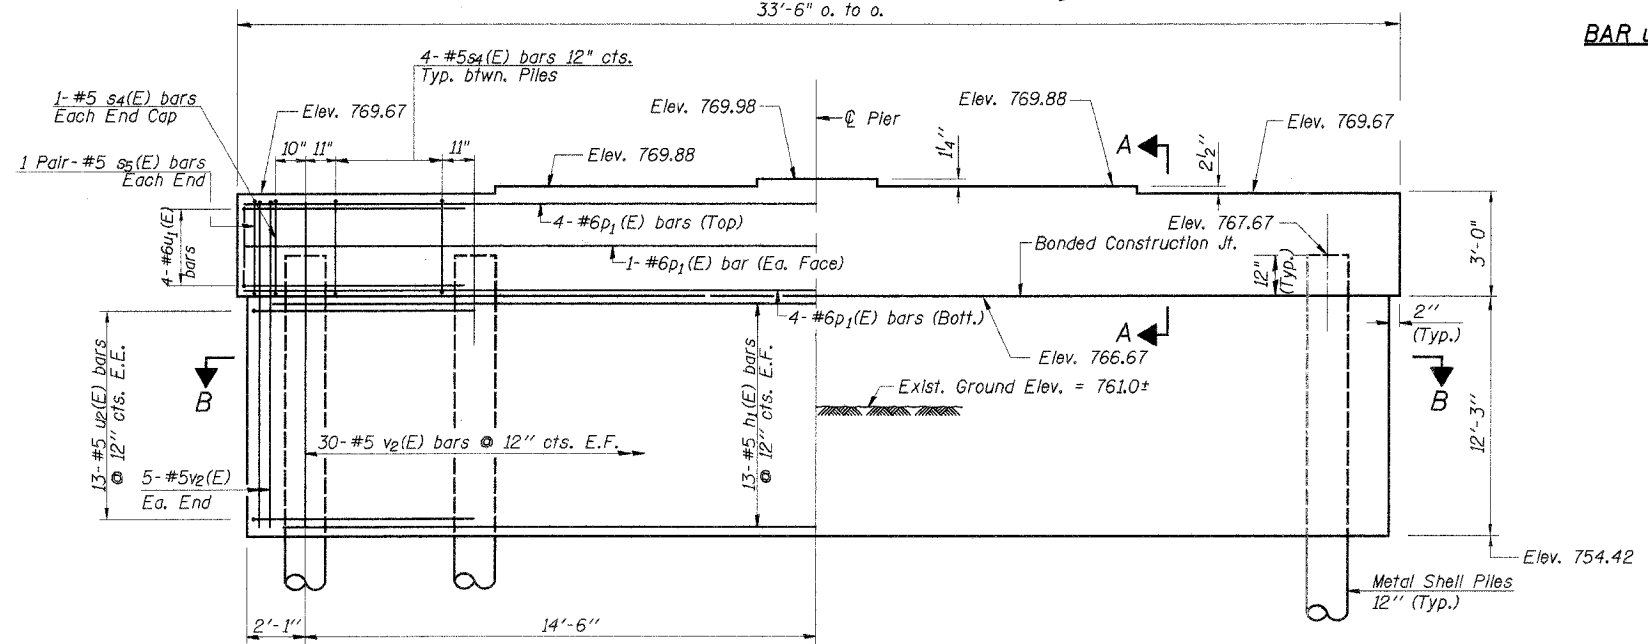 33'-6" o. to o.
BAR
4- #5s4(E) bars 12" cts.
Typ. btwn. Piles
1- #5 s4(E) bars
Each End Cap
Elev. 769.67
Elev. 769.98
℄ Pier
Elev. 769.88
Elev. 769.67
10" 11"
11"
Elev. 769.88
1¼"
A
2½"
1 Pair- #5 s5(E) bars
Each End
4- #6u1(E)
bars
4- #6p1(E) bars (Top)
Elev. 767.67
Bonded Construction Jt.
1- #6p1(E) bar (Ea. Face)
12"
(Typ.)
3'-0"
4- #6p1(E) bars (Bott.)
A
2"
(Typ.)
Elev. 766.67
13- #5 u2(E) bars
@ 12" cts. E.E.
B
Exist. Ground Elev. = 761.0±
B
30- #5 v2(E) bars @ 12" cts. E.F.
13- #5 h1(E) bars
@ 12" cts. E.F.
12'-3"
5- #5v2(E)
Ea. End
Elev. 754.42
Metal Shell Piles
12" (Typ.)
2'-1"
14'-6"